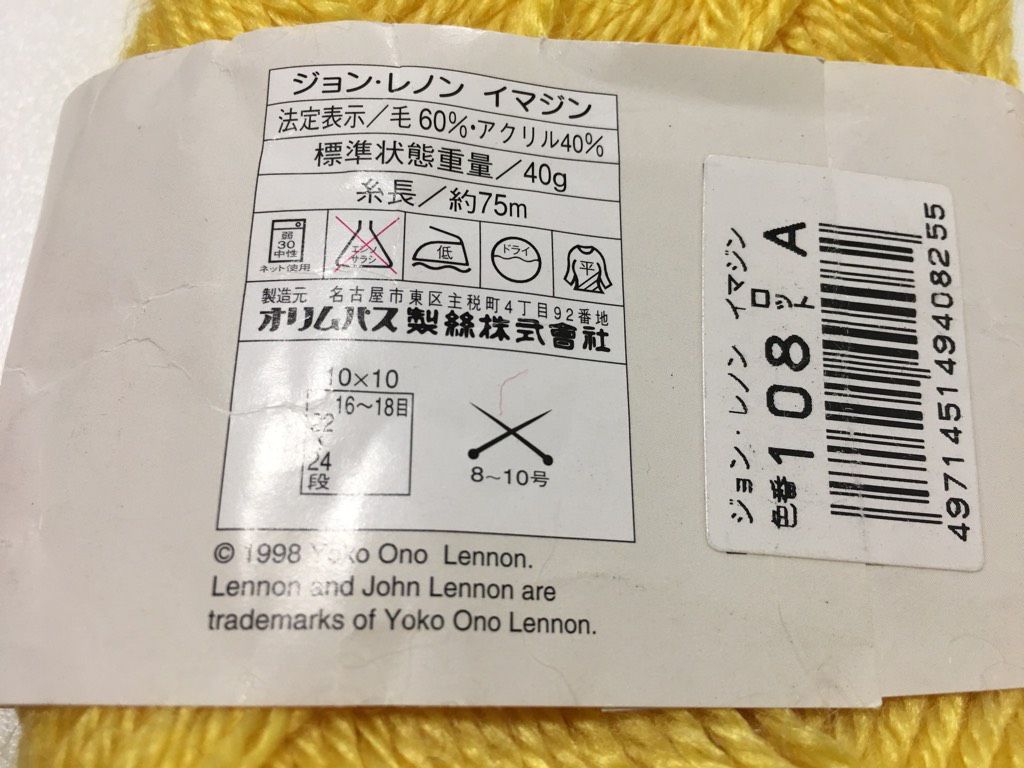 ジョン・レノン イマジン
法定表示／毛60%・アクリル40%
標準状態重量／40g
糸長／約75m
弱
30
中性
ネット使用
エンソ
サラシ
低
ドライ
平
製造元 名古屋市東区主税町4丁目92番地
オリムパス製絲株式會社
10×10
16～18目
22
～
24
段
8～10号
© 1998 Yoko Ono Lennon.
Lennon and John Lennon are
trademarks of Yoko Ono Lennon.
ジョン・レノン イマジン
色番108 ロット A
4971451494082​55